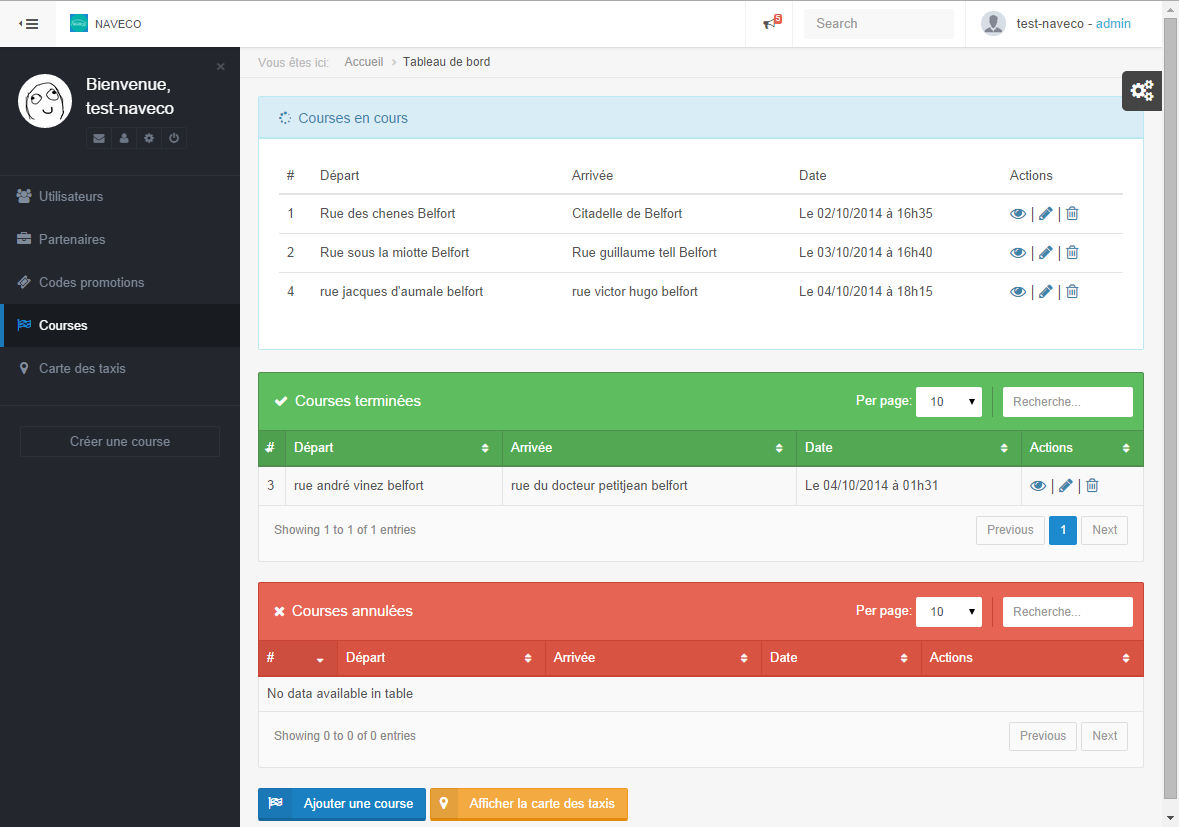 NAVECO
5
Search
test-naveco - admin
Bienvenue,
test-naveco
Utilisateurs
Partenaires
Codes promotions
Courses
Carte des taxis
Créer une course
Vous êtes ici: Accueil › Tableau de bord
Courses en cours
# Départ Arrivée Date Actions
1 Rue des chenes Belfort Citadelle de Belfort Le 02/10/2014 à 16h35 | |
2 Rue sous la miotte Belfort Rue guillaume tell Belfort Le 03/10/2014 à 16h40 | |
4 rue jacques d'aumale belfort rue victor hugo belfort Le 04/10/2014 à 18h15 | |
Courses terminées Per page: 10 Recherche...
# Départ Arrivée Date Actions
3 rue andré vinez belfort rue du docteur petitjean belfort Le 04/10/2014 à 01h31 | |
Showing 1 to 1 of 1 entries Previous 1 Next
Courses annulées Per page: 10 Recherche...
# Départ Arrivée Date Actions
No data available in table
Showing 0 to 0 of 0 entries Previous Next
Ajouter une course Afficher la carte des taxis